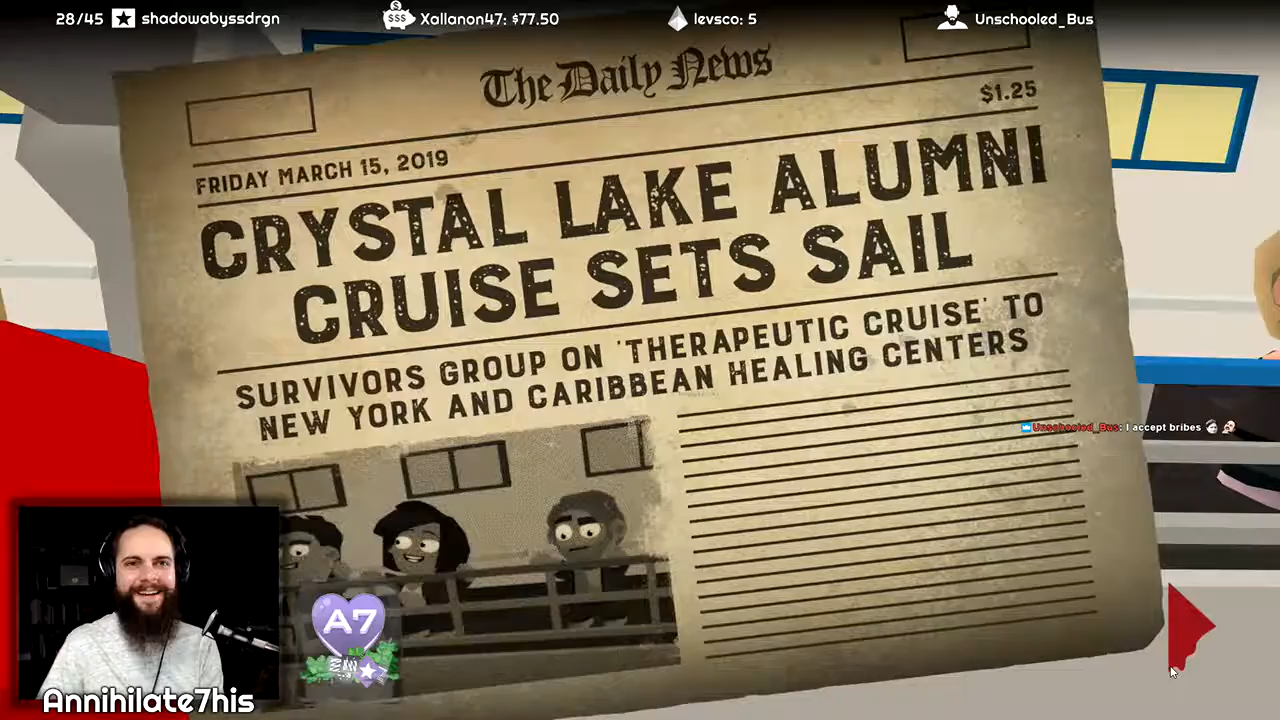 28/45 shadowabyssdrgn $$$ Xallanon47: $77.50 levsco: 5 Unschooled_Bus
The Daily News
$1.25
FRIDAY MARCH 15, 2019
CRYSTAL LAKE ALUMNI
CRUISE SETS SAIL
SURVIVORS GROUP ON 'THERAPEUTIC CRUISE' TO
NEW YORK AND CARIBBEAN HEALING CENTERS
Unschooled_Bus: I accept bribes
A7
Annihilate7his